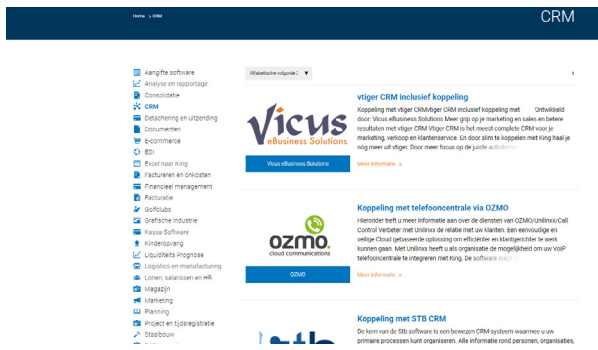 Home > CRM
CRM
Aangifte software
Analyse en rapportage
Consolidatie
CRM
Detachering en uitzending
Documenten
E-commerce
EDI
Excel naar King
Factureren en onkosten
Financieel management
Facturatie
Golfclubs
Grafische industrie
Kassa Software
Kinderopvang
Liquiditeits Prognose
Logistics en manufacturing
Lonen, salarissen en HR
Magazijn
Marketing
Planning
Project en tijdsregistratie
Staalbouw
Alfabetische volgorde
Vicus
eBusiness Solutions
Vicus eBusiness Solutions
vtiger CRM inclusief koppeling
Koppeling met vtiger CRMvtiger CRM inclusief koppeling met Ontwikkeld
door: Vicus eBusiness Solutions Meer grip op je marketing en sales en betere
resultaten met vtiger CRM Vtiger CRM is het meest complete CRM voor je
marketing, verkoop en klantenservice. En door slim te koppelen met King haal je
nog meer uit vtiger. Door meer focus op de juiste
Meer informatie »
ozmo.
cloud communications
OZMO
Koppeling met telefooncentrale via OZMO
Hieronder treft u meer informatie aan over de diensten van OZMO/Unilinxx/Call
Control Verbeter met Unilinxx de relatie met uw klanten. Een eenvoudige en
veilige Cloud gebaseerde oplossing om efficiënter en klantgerichter te werk
kunnen gaan. Met Unilinxx heeft u als organisatie de mogelijkheid om uw VoIP
telefooncentrale te integreren met King. De software
Meer informatie »
stb
Koppeling met STB CRM
De kern van de Stb software is een bewezen CRM-systeem waarmee u uw
primaire processen kunt organiseren. Alle informatie rond personen, organisaties,